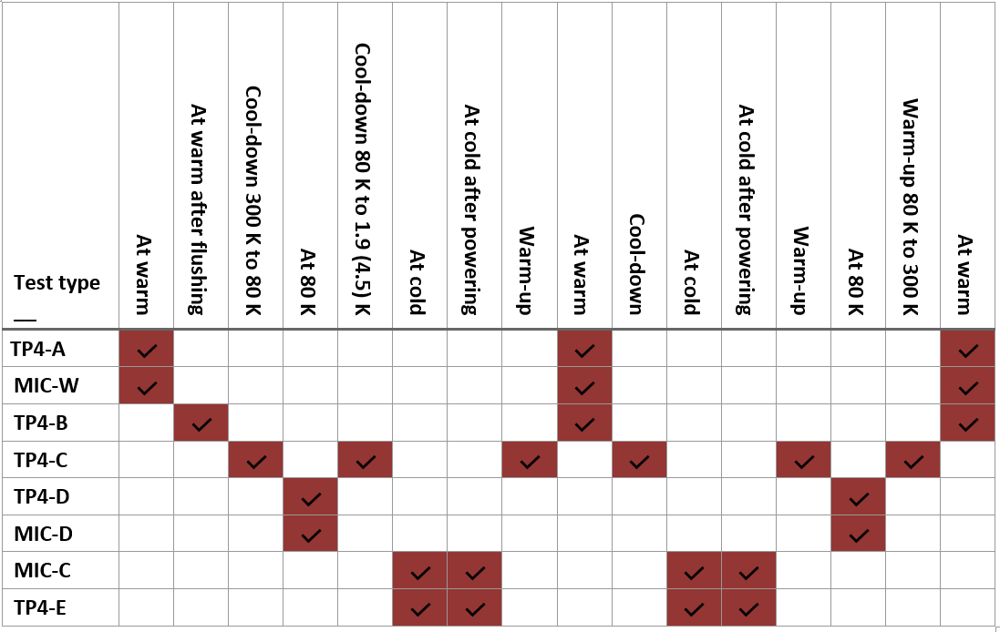 Test type
__
At warm
At warm after flushing
Cool-down 300 K to 80 K
At 80 K
Cool-down 80 K to 1.9 (4.5) K
At cold
At cold after powering
Warm-up
At warm
Cool-down
At cold
At cold after powering
Warm-up
At 80 K
Warm-up 80 K to 300 K
At warm
TP4-A ✓ ✓ ✓
MIC-W ✓ ✓ ✓
TP4-B ✓ ✓ ✓
TP4-C ✓ ✓ ✓ ✓ ✓ ✓
TP4-D ✓ ✓
MIC-D ✓ ✓
MIC-C ✓ ✓ ✓ ✓
TP4-E ✓ ✓ ✓ ✓